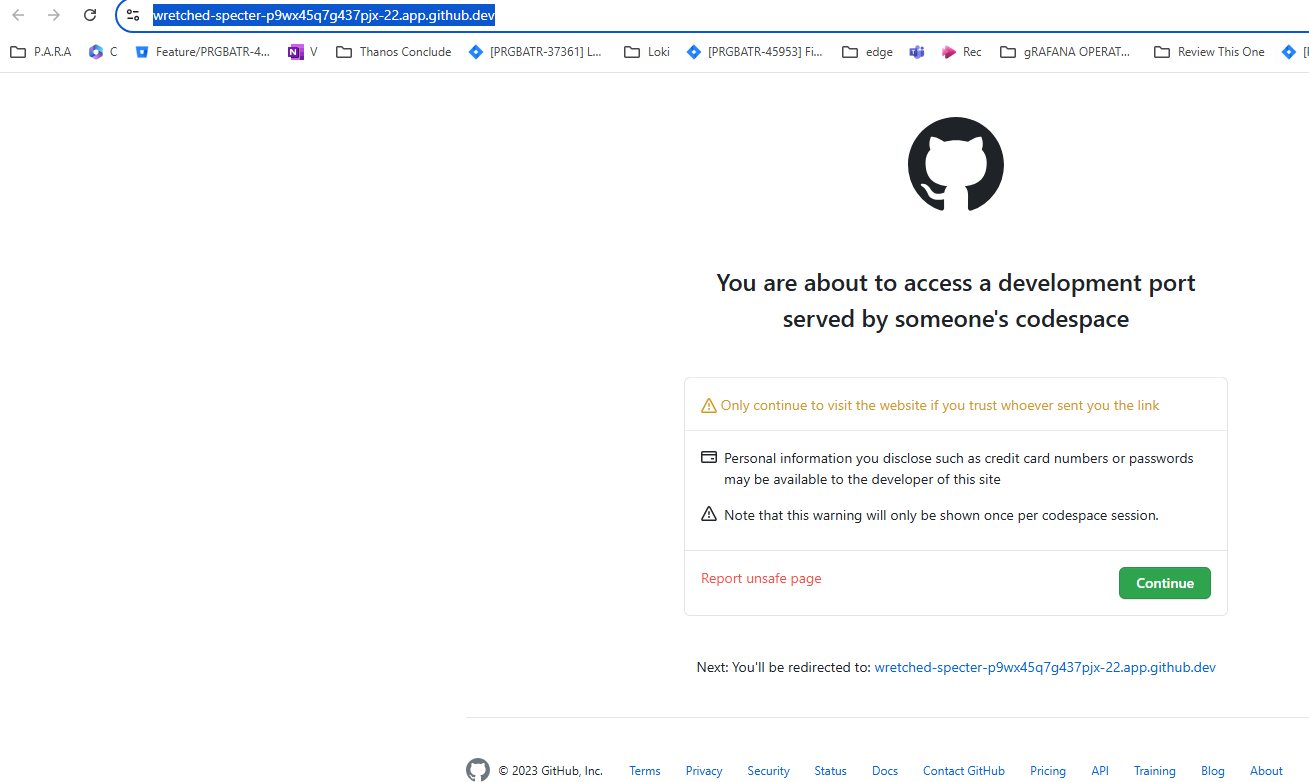 wretched-specter-p9wx45q7g437pjx-22.app.github.dev
P.A.R.A C Feature/PRGBATR-4... V Thanos Conclude [PRGBATR-37361] L... Loki [PRGBATR-45953] Fi... edge Rec gRAFANA OPERAT... Review This One
You are about to access a development port
served by someone's codespace
Only continue to visit the website if you trust whoever sent you the link
Personal information you disclose such as credit card numbers or passwords
may be available to the developer of this site
Note that this warning will only be shown once per codespace session.
Report unsafe page Continue
Next: You'll be redirected to: wretched-specter-p9wx45q7g437pjx-22.app.github.dev
© 2023 GitHub, Inc. Terms Privacy Security Status Docs Contact GitHub Pricing API Training Blog About